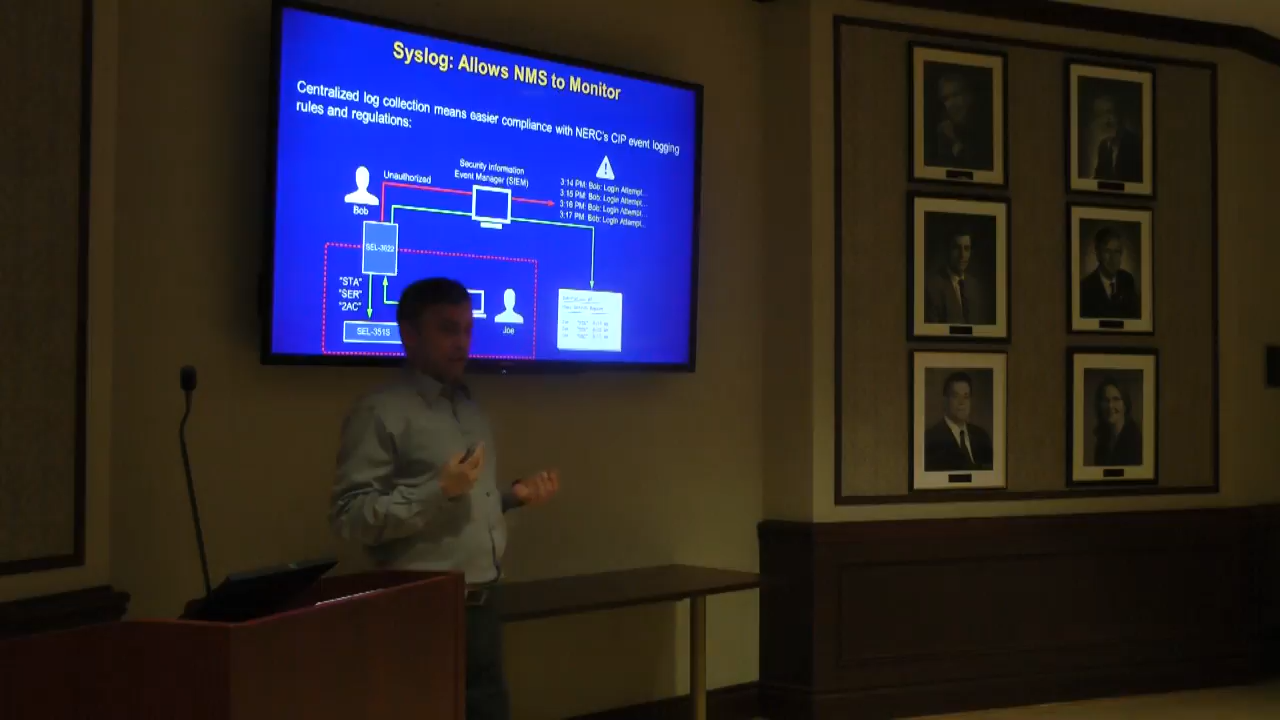 Syslog: Allows NMS to Monitor
Centralized log collection means easier compliance with NERC's CIP event logging
rules and regulations:
Security Information
Event Manager (SIEM)
Unauthorized
Bob
3:14 PM: Bob: Login Attempt...
3:15 PM: Bob: Login Attempt...
3:16 PM: Bob: Login Attempt...
3:17 PM: Bob: Login Attempt...
SEL-3622
"STA"
"SER"
"2AC"
SEL-351S
Joe